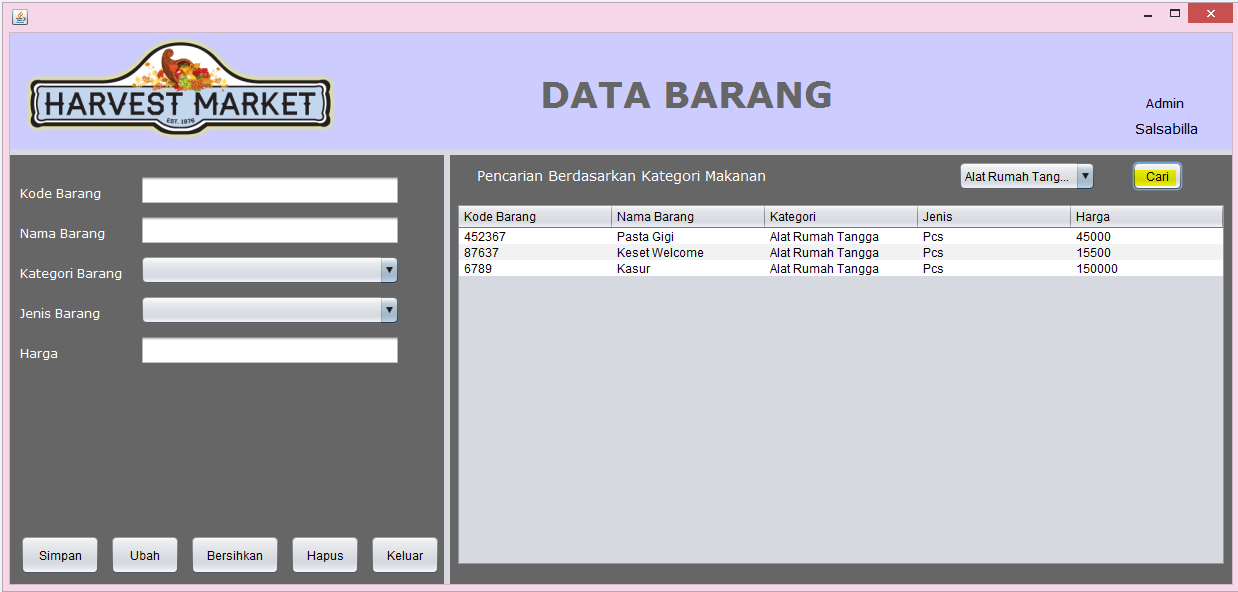 HARVEST MARKET
EST. 1976
DATA BARANG
Admin
Salsabilla
Kode Barang
Nama Barang
Kategori Barang
Jenis Barang
Harga
Simpan Ubah Bersihkan Hapus Keluar
Pencarian Berdasarkan Kategori Makanan Alat Rumah Tang... Cari
Kode Barang Nama Barang Kategori Jenis Harga
452367 Pasta Gigi Alat Rumah Tangga Pcs 45000
87637 Keset Welcome Alat Rumah Tangga Pcs 15500
6789 Kasur Alat Rumah Tangga Pcs 150000